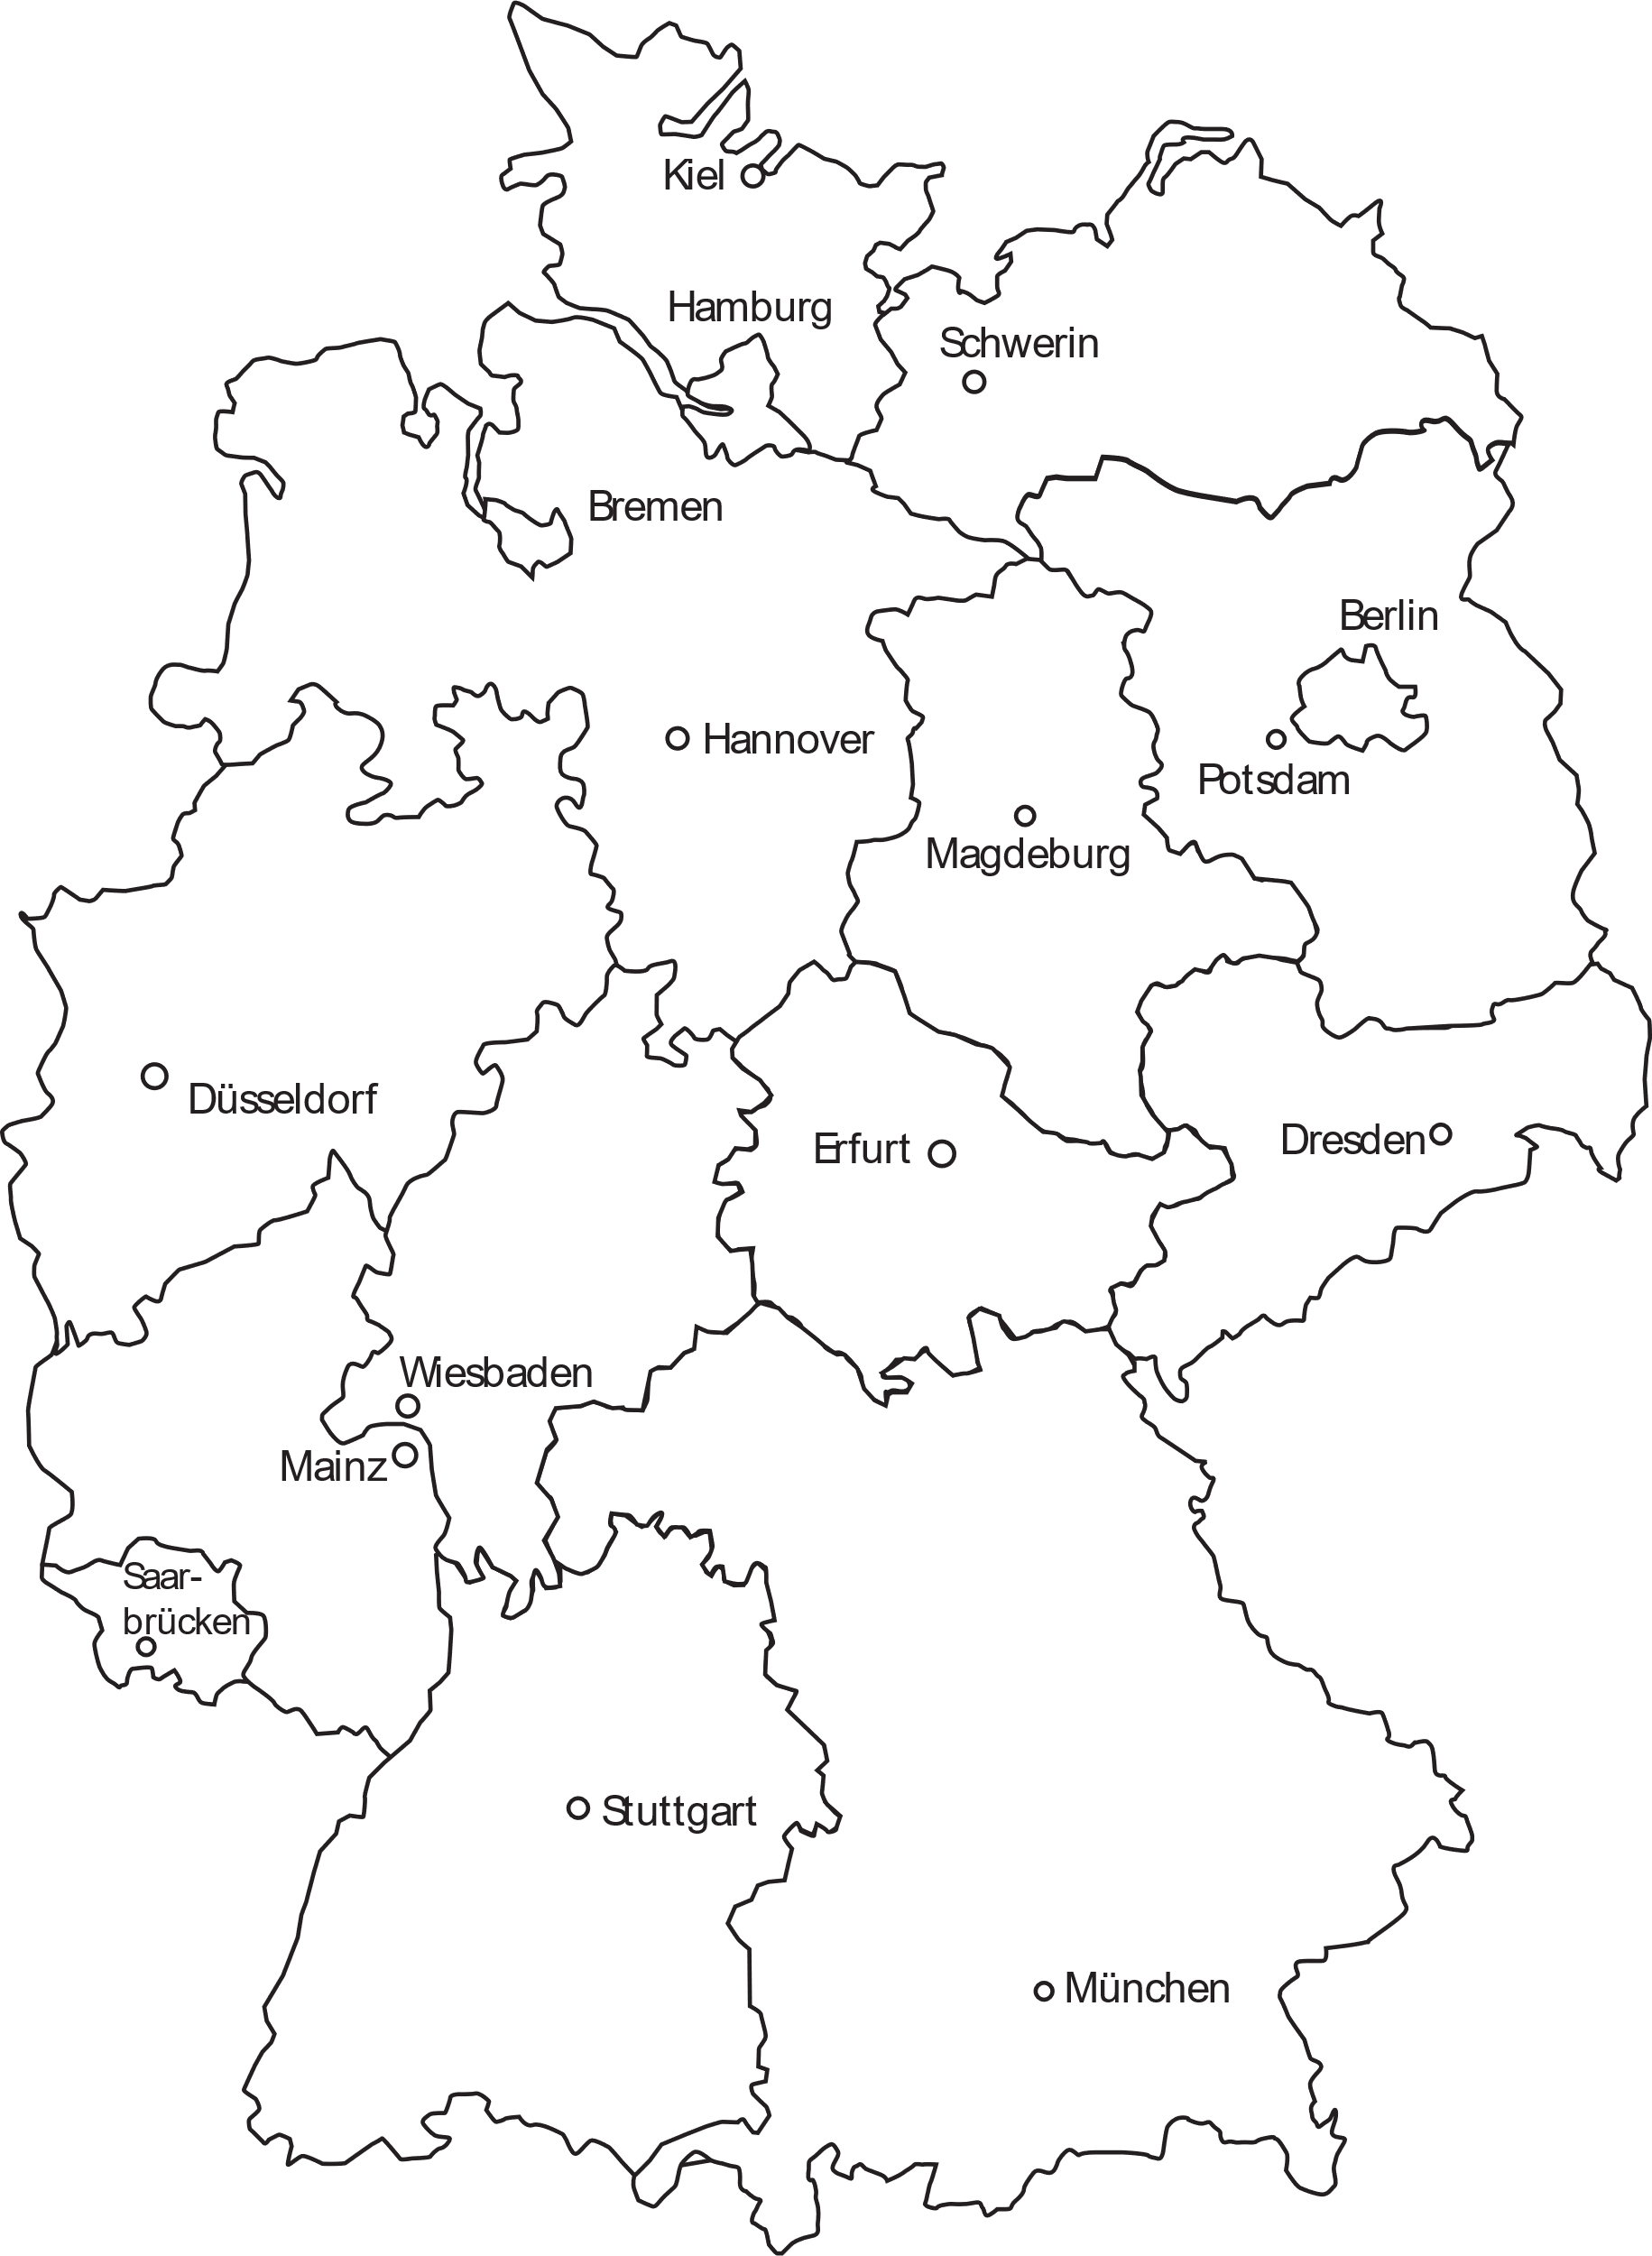 Kiel
Hamburg
Schwerin
Bremen
Berlin
Hannover
Potsdam
Magdeburg
Düsseldorf
Erfurt
Dresden
Wiesbaden
Mainz
Saar-
brücken
Stuttgart
München